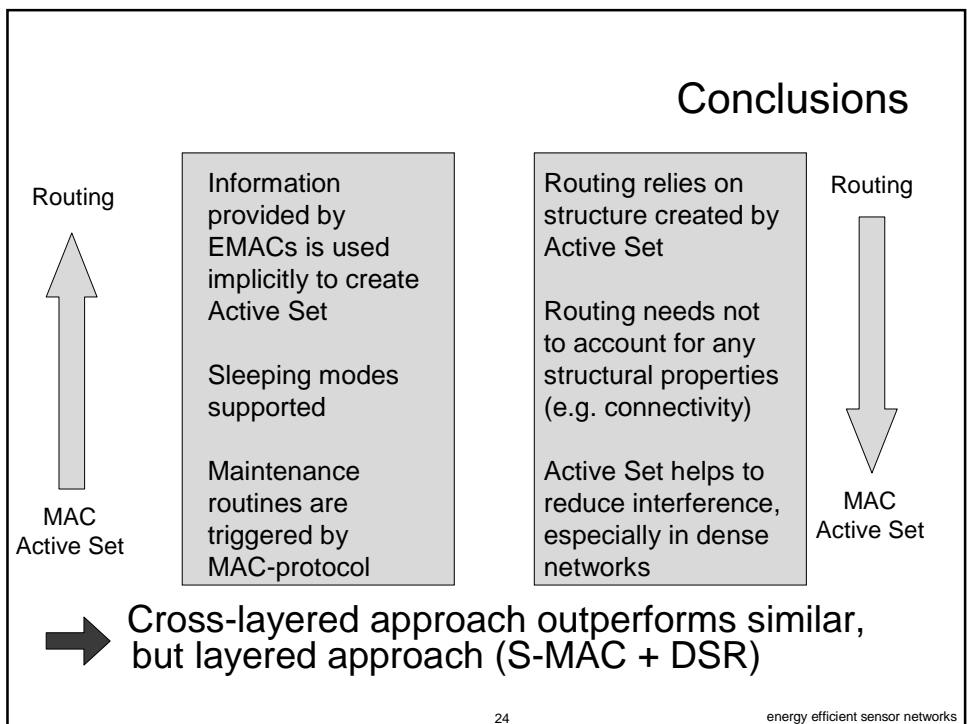 Conclusions
Routing
MAC
Active Set
Information
provided by
EMACs is used
implicitly to create
Active Set
Sleeping modes
supported
Maintenance
routines are
triggered by
MAC-protocol
Routing relies on
structure created by
Active Set
Routing needs not
to account for any
structural properties
(e.g. connectivity)
Active Set helps to
reduce interference,
especially in dense
networks
Routing
MAC
Active Set
Cross-layered approach outperforms similar,
but layered approach (S-MAC + DSR)
24
energy efficient sensor networks